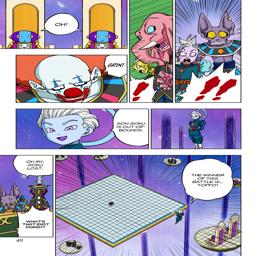 OH!
GRIN!
SON GOKU
IS OUT OF
BOUNDS.
OH MY,
GOKU
LOST.
WHAT'S
THAT IDIOT
DOING?!
THE WINNER OF
THIS BATTLE IS...
TOPPO!